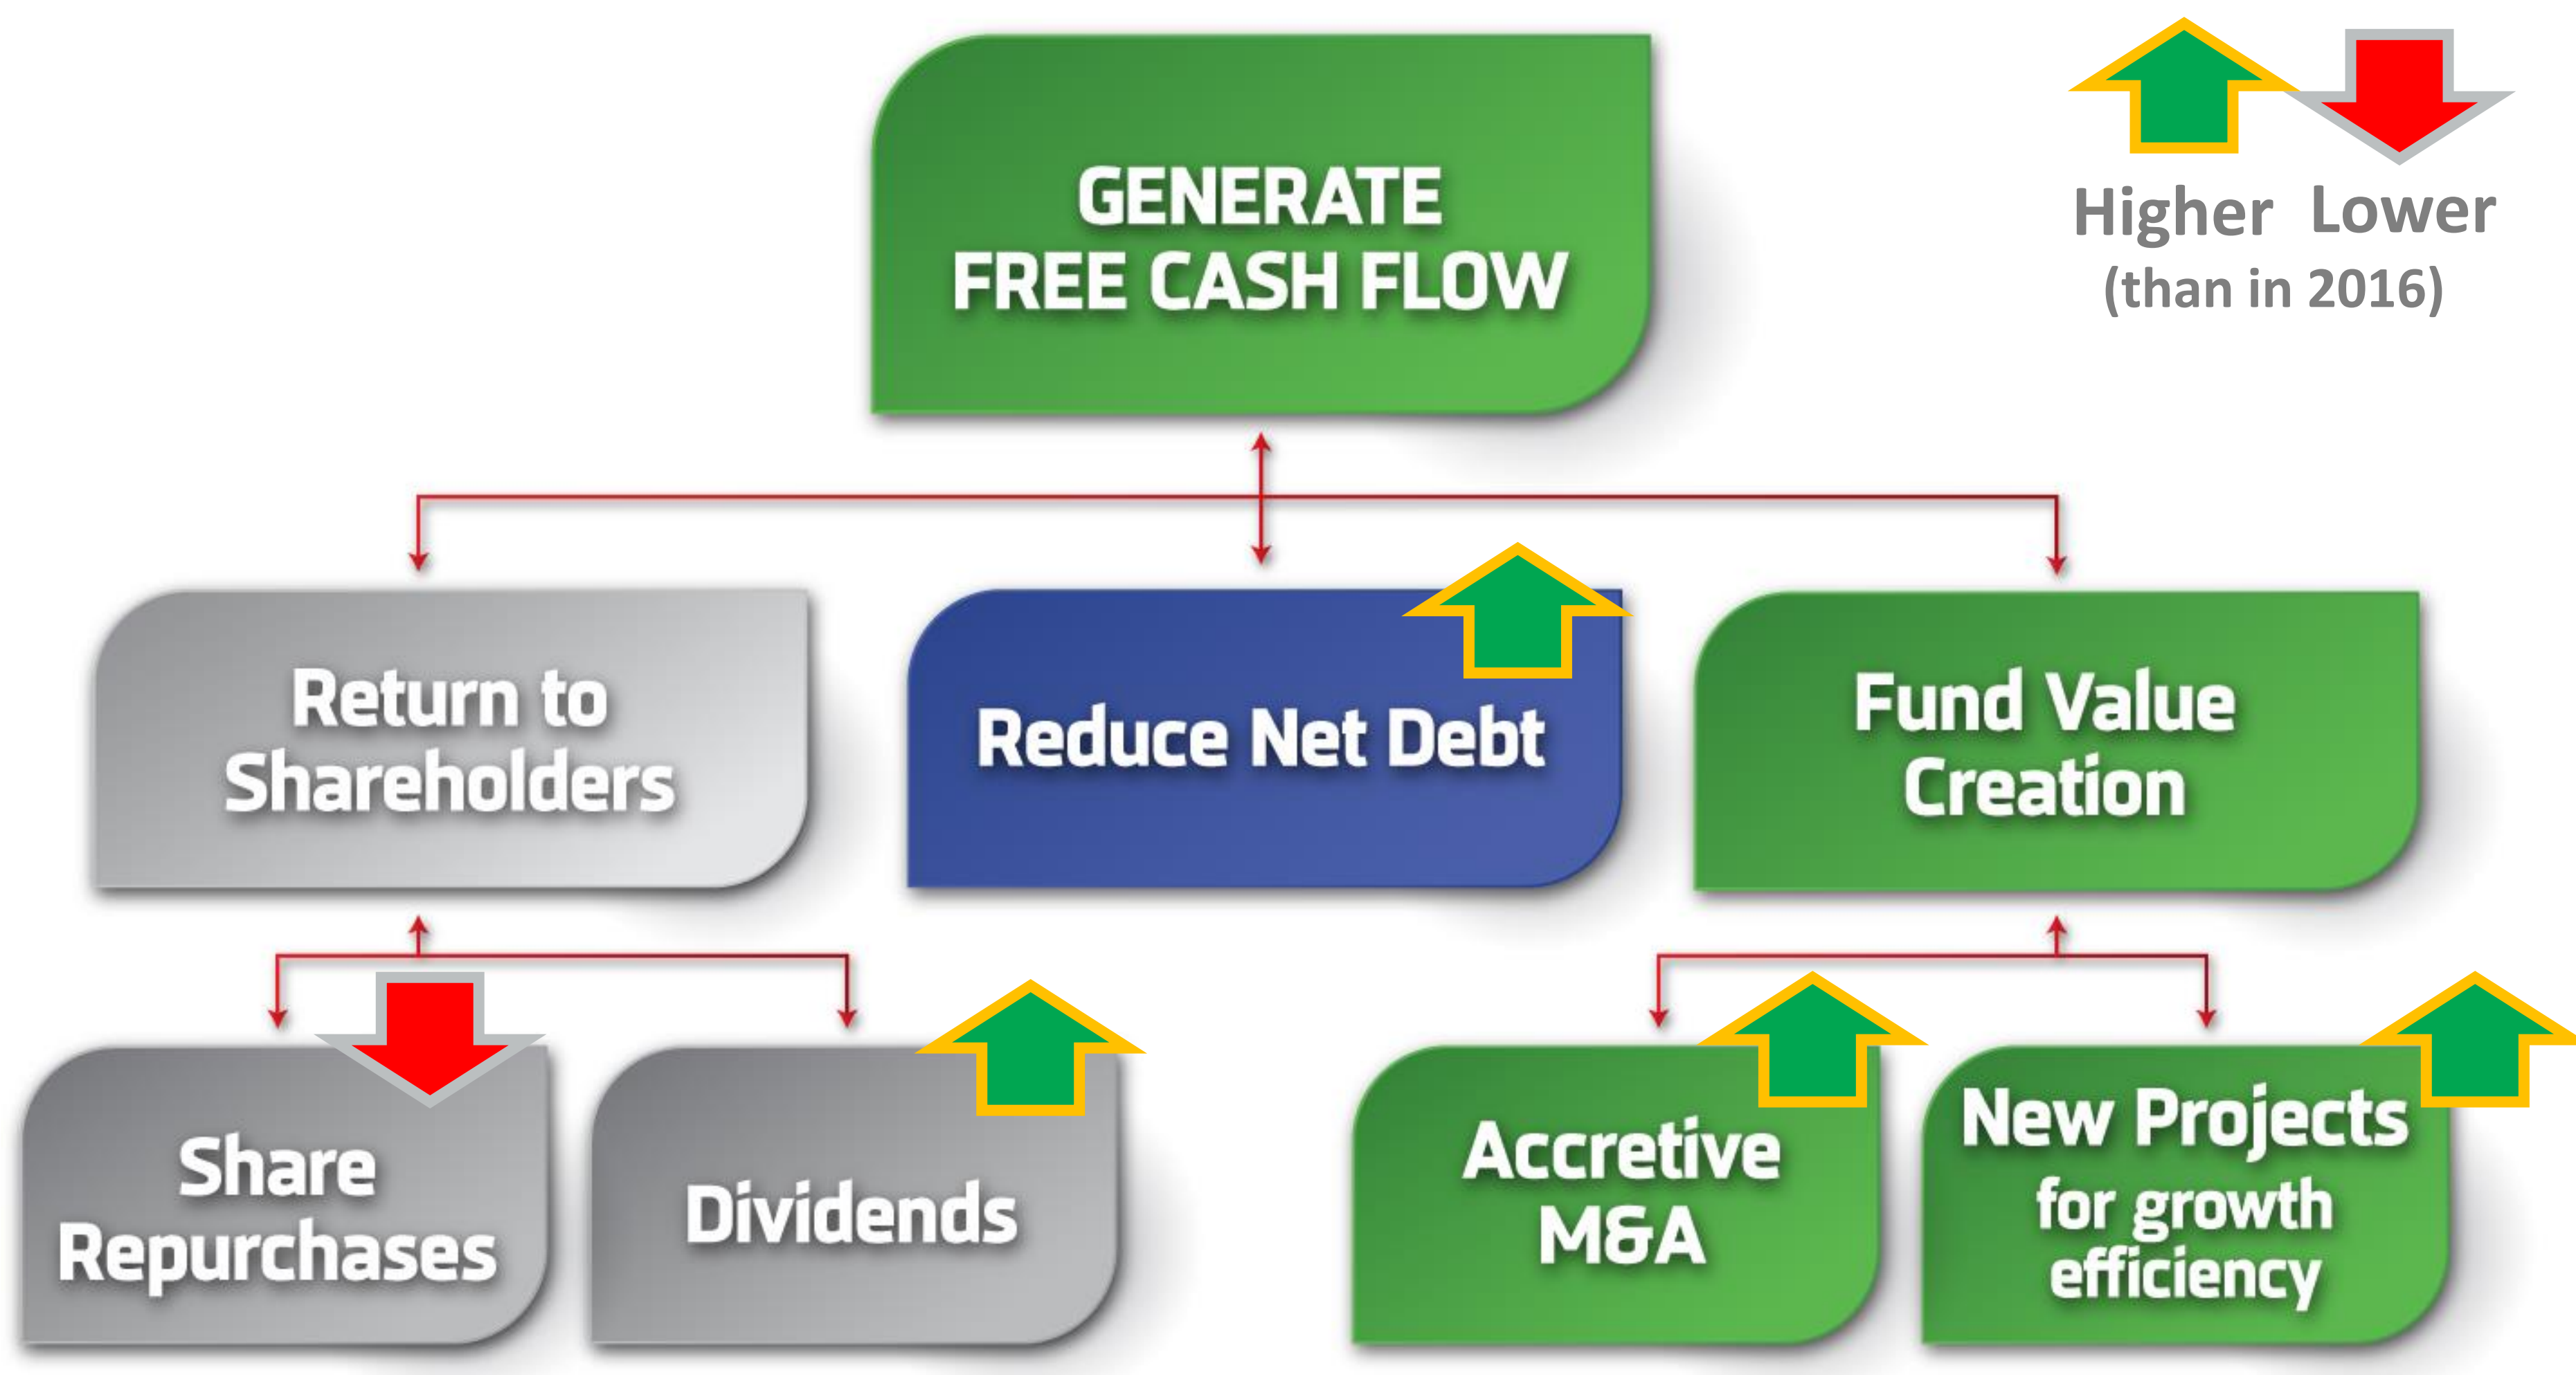 GENERATE
FREE CASH FLOW
Higher Lower
(than in 2016)
Return to
Shareholders
Reduce Net Debt
Fund Value
Creation
Share
Repurchases
Dividends
Accretive
M&A
New Projects
for growth
efficiency